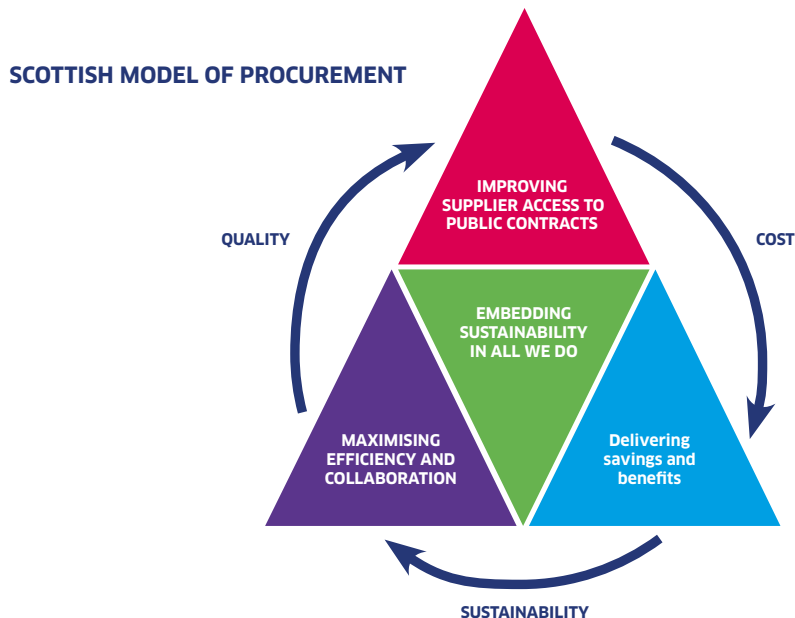 SCOTTISH MODEL OF PROCUREMENT
IMPROVING
SUPPLIER ACCESS TO
PUBLIC CONTRACTS
QUALITY
COST
EMBEDDING
SUSTAINABILITY
IN ALL WE DO
MAXIMISING
EFFICIENCY AND
COLLABORATION
Delivering
savings and
benefits
SUSTAINABILITY